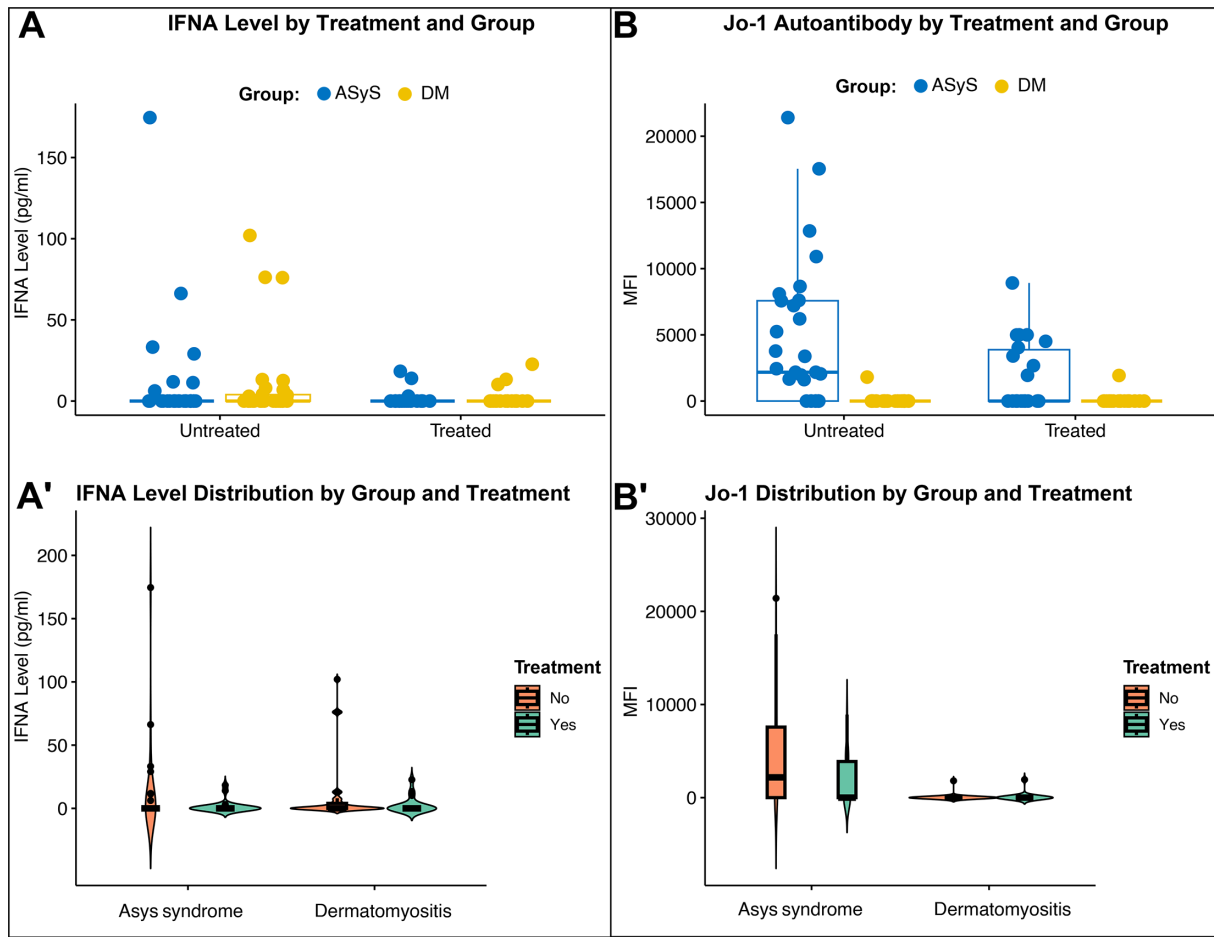 A
IFNA Level by Treatment and Group
Group: ASyS DM
IFNA Level (pg/ml)
150
100
50
0
Untreated Treated
B
Jo-1 Autoantibody by Treatment and Group
Group: ASyS DM
MFI
20000
15000
10000
5000
0
Untreated Treated
A'
IFNA Level Distribution by Group and Treatment
IFNA Level (pg/ml)
200
150
100
50
0
Asys syndrome Dermatomyositis
Treatment
No
Yes
B'
Jo-1 Distribution by Group and Treatment
MFI
30000
20000
10000
0
Asys syndrome Dermatomyositis
Treatment
No
Yes